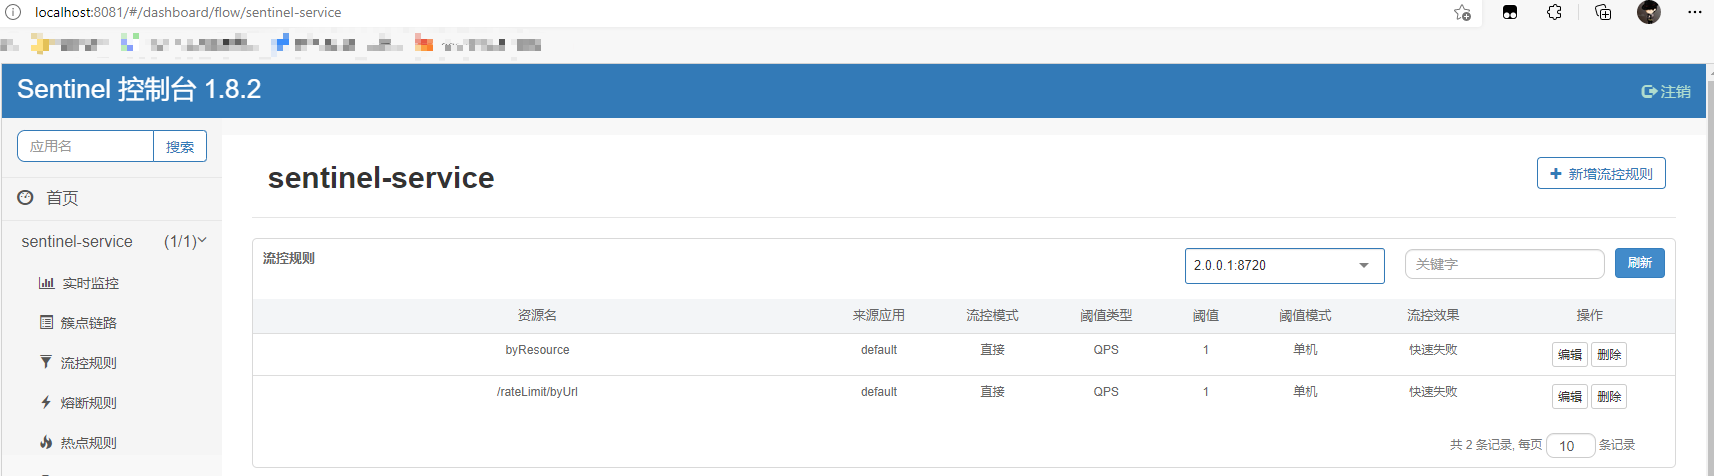 localhost:8081/#/dashboard/flow/sentinel-service
Sentinel 控制台 1.8.2
注销
应用名 搜索
首页
sentinel-service (1/1)
实时监控
簇点链路
流控规则
熔断规则
热点规则
sentinel-service
新增流控规则
流控规则 2.0.0.1:8720 关键字 刷新
资源名 来源应用 流控模式 阈值类型 阈值 阈值模式 流控效果 操作
byResource default 直接 QPS 1 单机 快速失败 编辑 删除
/rateLimit/byUrl default 直接 QPS 1 单机 快速失败 编辑 删除
共 2 条记录, 每页 10 条记录